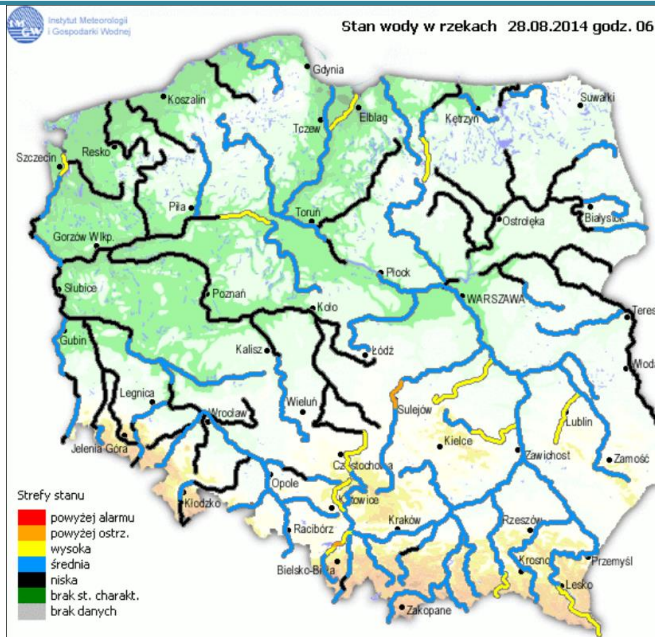 IMGW
Instytut Meteorologii
i Gospodarki Wodnej
Stan wody w rzekach 28.08.2014 godz. 06
Gdynia
Koszalin
Suwałki
Tczew
Elbląg
Kętrzyn
Resko
Szczecin
Piła
Toruń
Ostrołęka
Białystok
Gorzów Wlkp.
Płock
Słubice
Poznań
WARSZAWA
Koło
Teres
Gubin
Kalisz
Łódź
Włoda
Legnica
Wieluń
Sulejów
Lublin
Wrocław
Jelenia Góra
Kielce
Częstochowa
Zawichost
Zamość
Opole
Strefy stanu
Kłodzko
Katowice
powyżej alarmu
powyżej ostrz.
Racibórz
Kraków
Rzeszów
wysoka
średnia
Bielsko-Biała
Krosno
Przemyśl
niska
Lesko
brak st. charakt.
Zakopane
brak danych